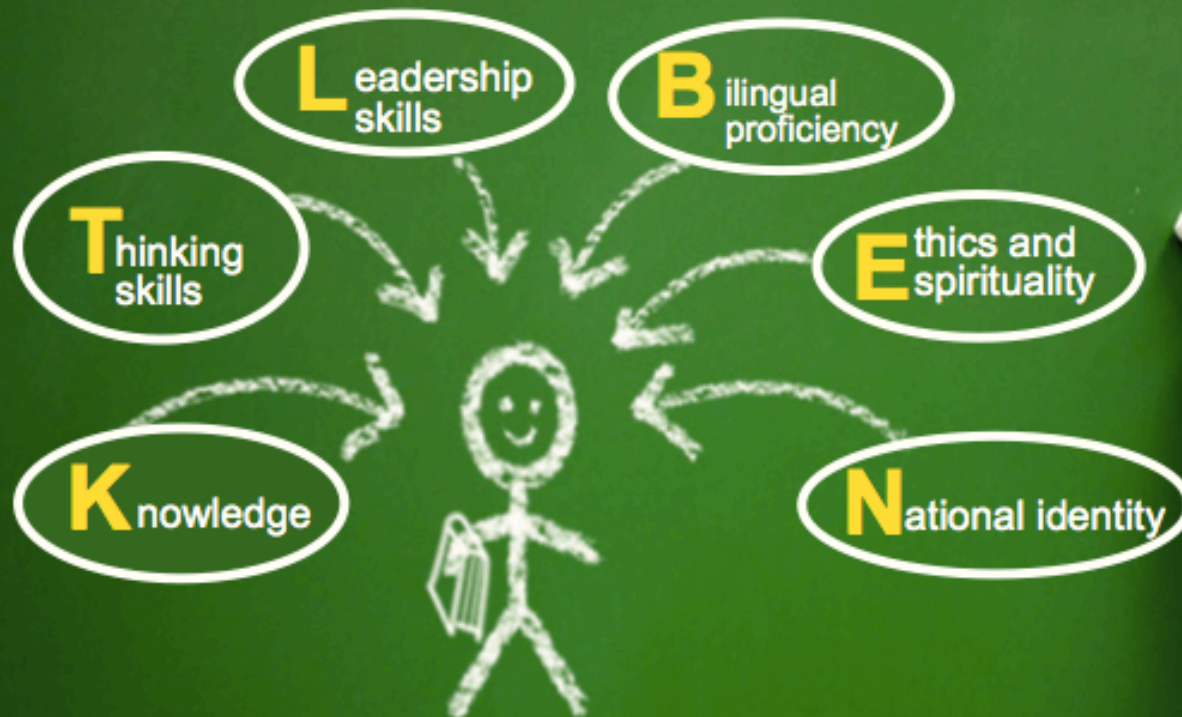 Leadership
skills
Bilingual
proficiency
Thinking
skills
Ethics and
spirituality
Knowledge
National identity